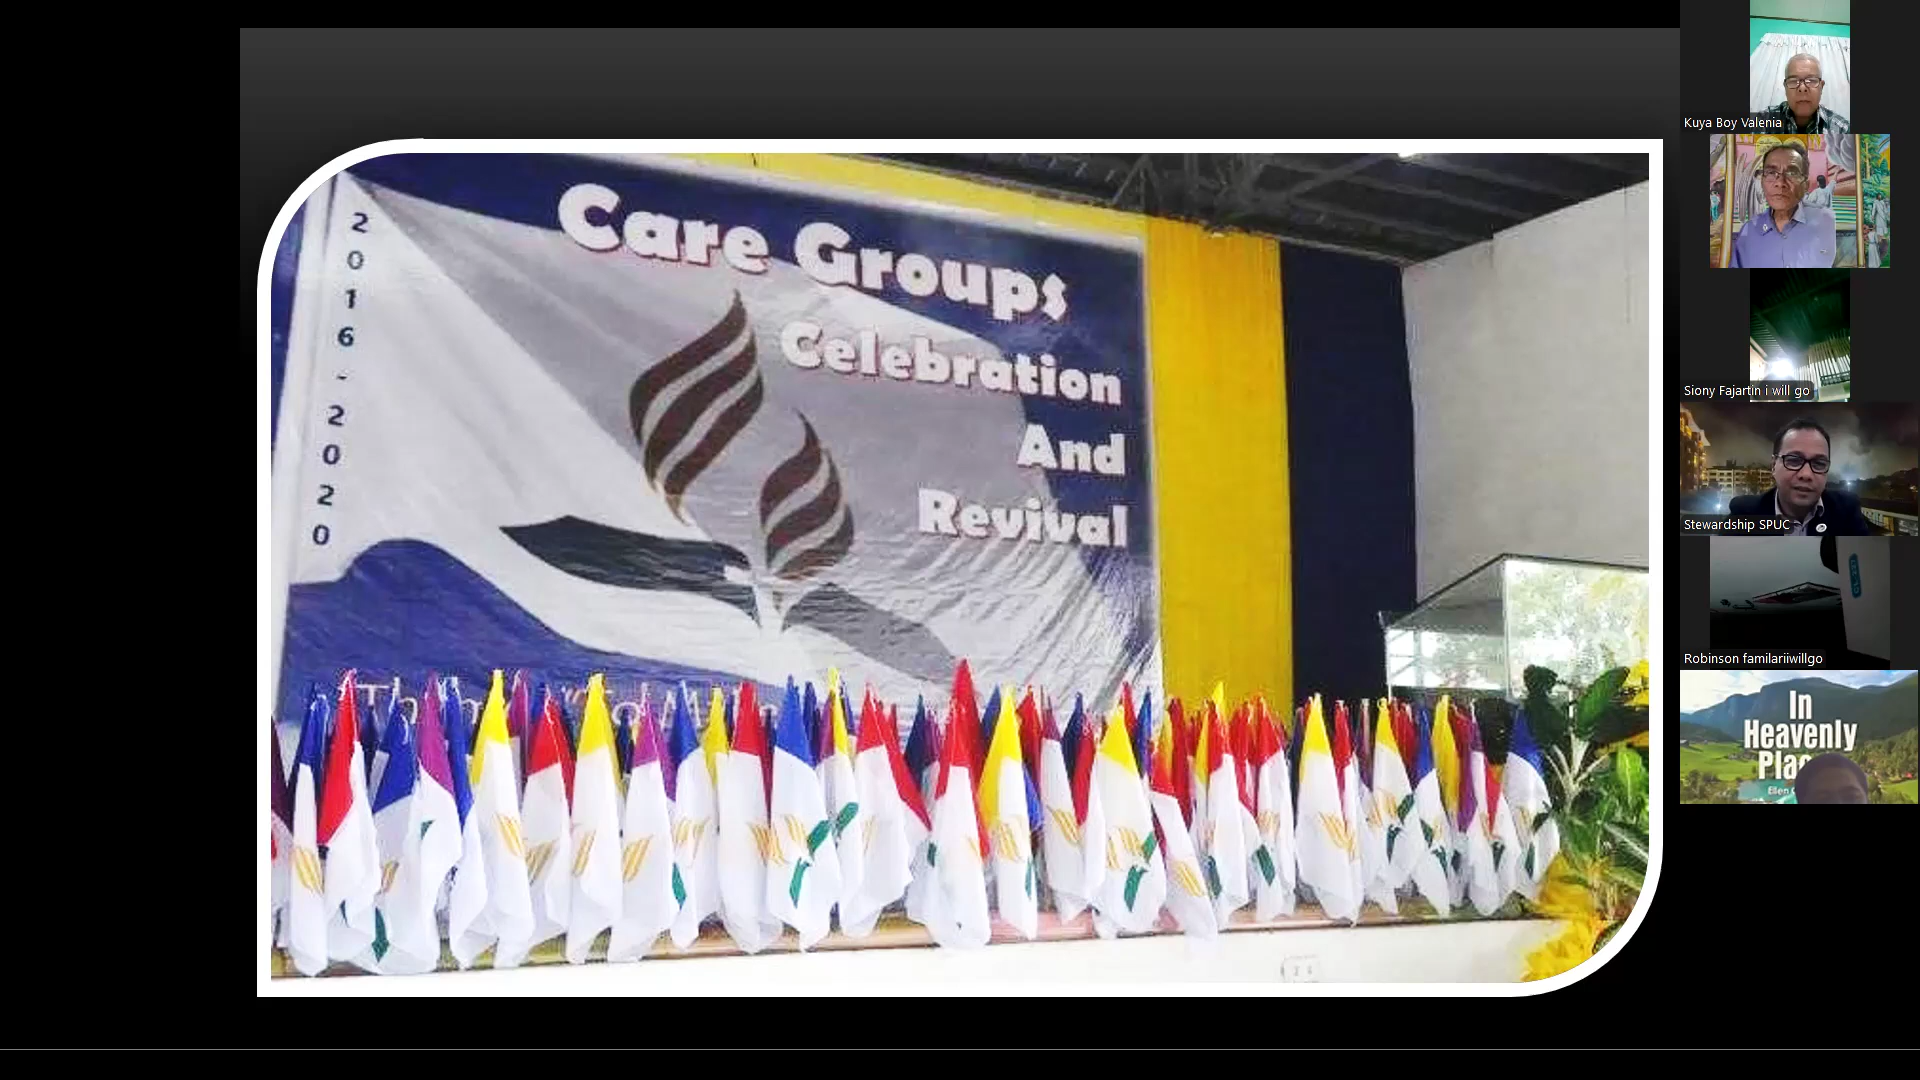 Care Groups
Celebration
And
Revival
2016-2020
Kuya Boy Valenia
Siony Fajartin i will go
Stewardship SPUC
Robinson familariiwillgo
In
Heavenly
Ellen